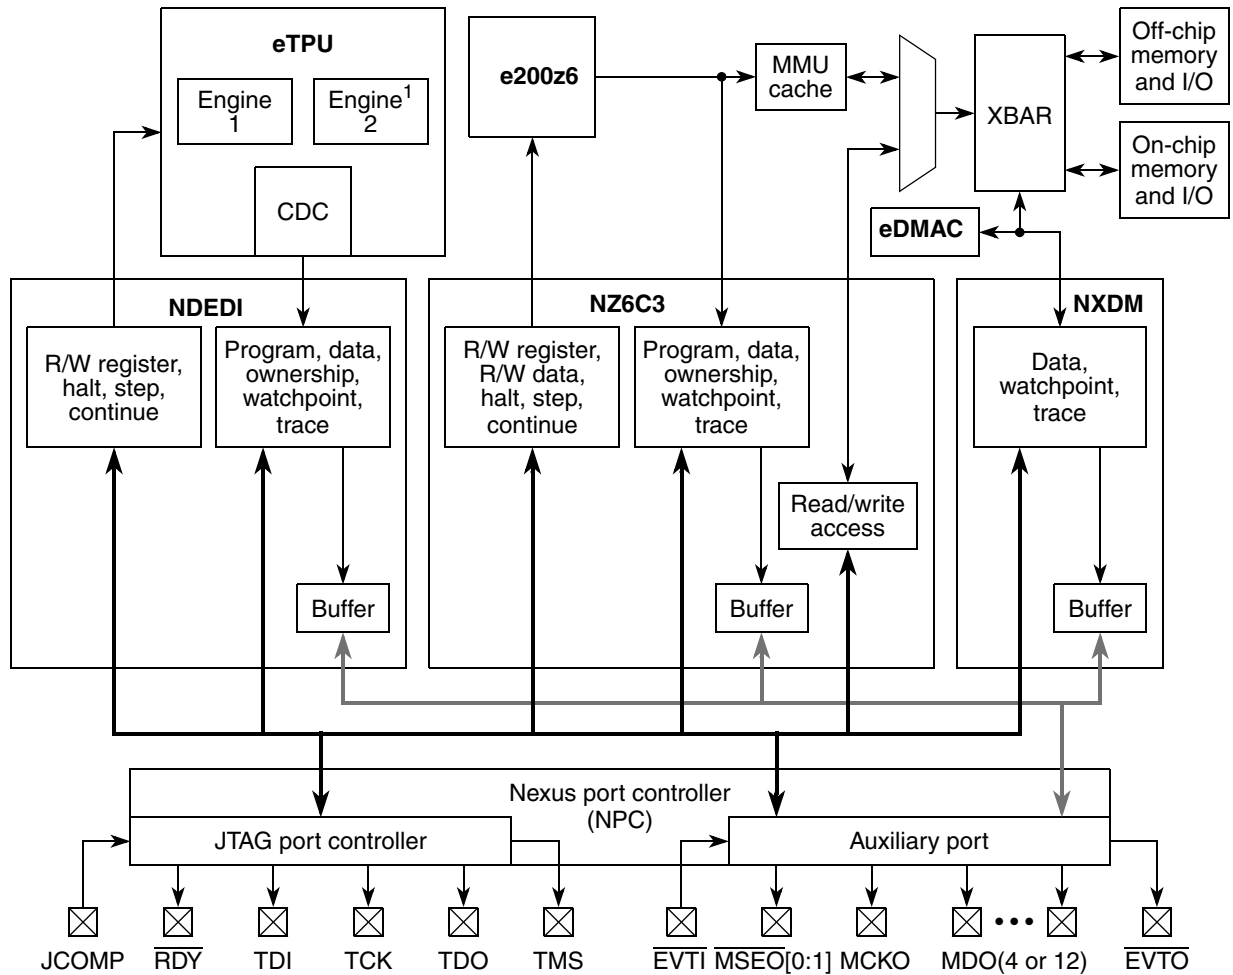 eTPU
Engine
1
Engine1
2
CDC
e200z6
MMU
cache
XBAR
Off-chip
memory
and I/O
On-chip
memory
and I/O
eDMAC
NDEDI
R/W register,
halt, step,
continue
Program, data,
ownership,
watchpoint,
trace
Buffer
NZ6C3
R/W register,
R/W data,
halt, step,
continue
Program, data,
ownership,
watchpoint,
trace
Read/write
access
Buffer
NXDM
Data,
watchpoint,
trace
Buffer
Nexus port controller
(NPC)
JTAG port controller
Auxiliary port
JCOMP RDY TDI TCK TDO TMS EVTI MSEO[0:1] MCKO MDO(4 or 12) EVTO